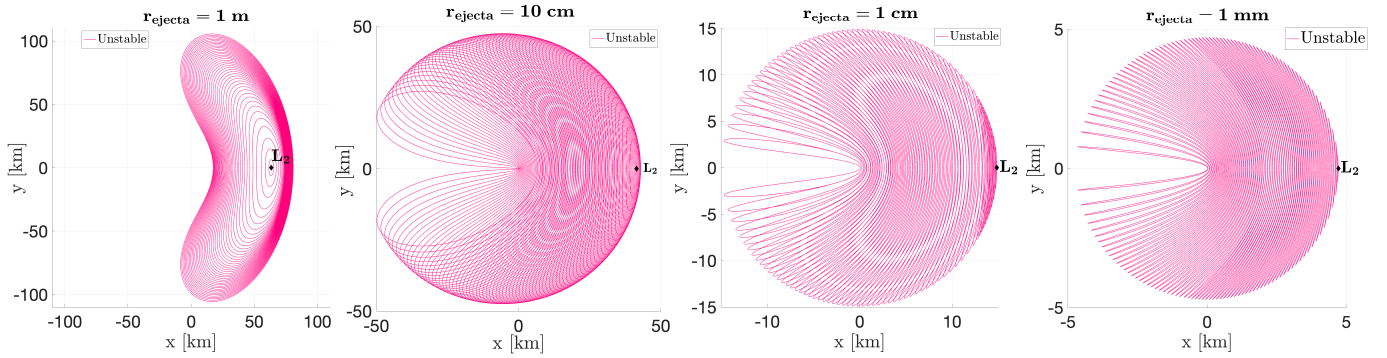 r_ejecta = 1 m
Unstable
100
50
0
-50
-100
y [km]
L₂
-100
-50
0
50
100
x [km]
r_ejecta = 10 cm
Unstable
50
0
-50
y [km]
L₂
-50
0
50
x [km]
r_ejecta = 1 cm
Unstable
15
10
5
0
-5
-10
-15
y [km]
L₂
-10
0
10
x [km]
r_ejecta − 1 mm
Unstable
5
0
-5
y [km]
L₂
-5
0
5
x [km]